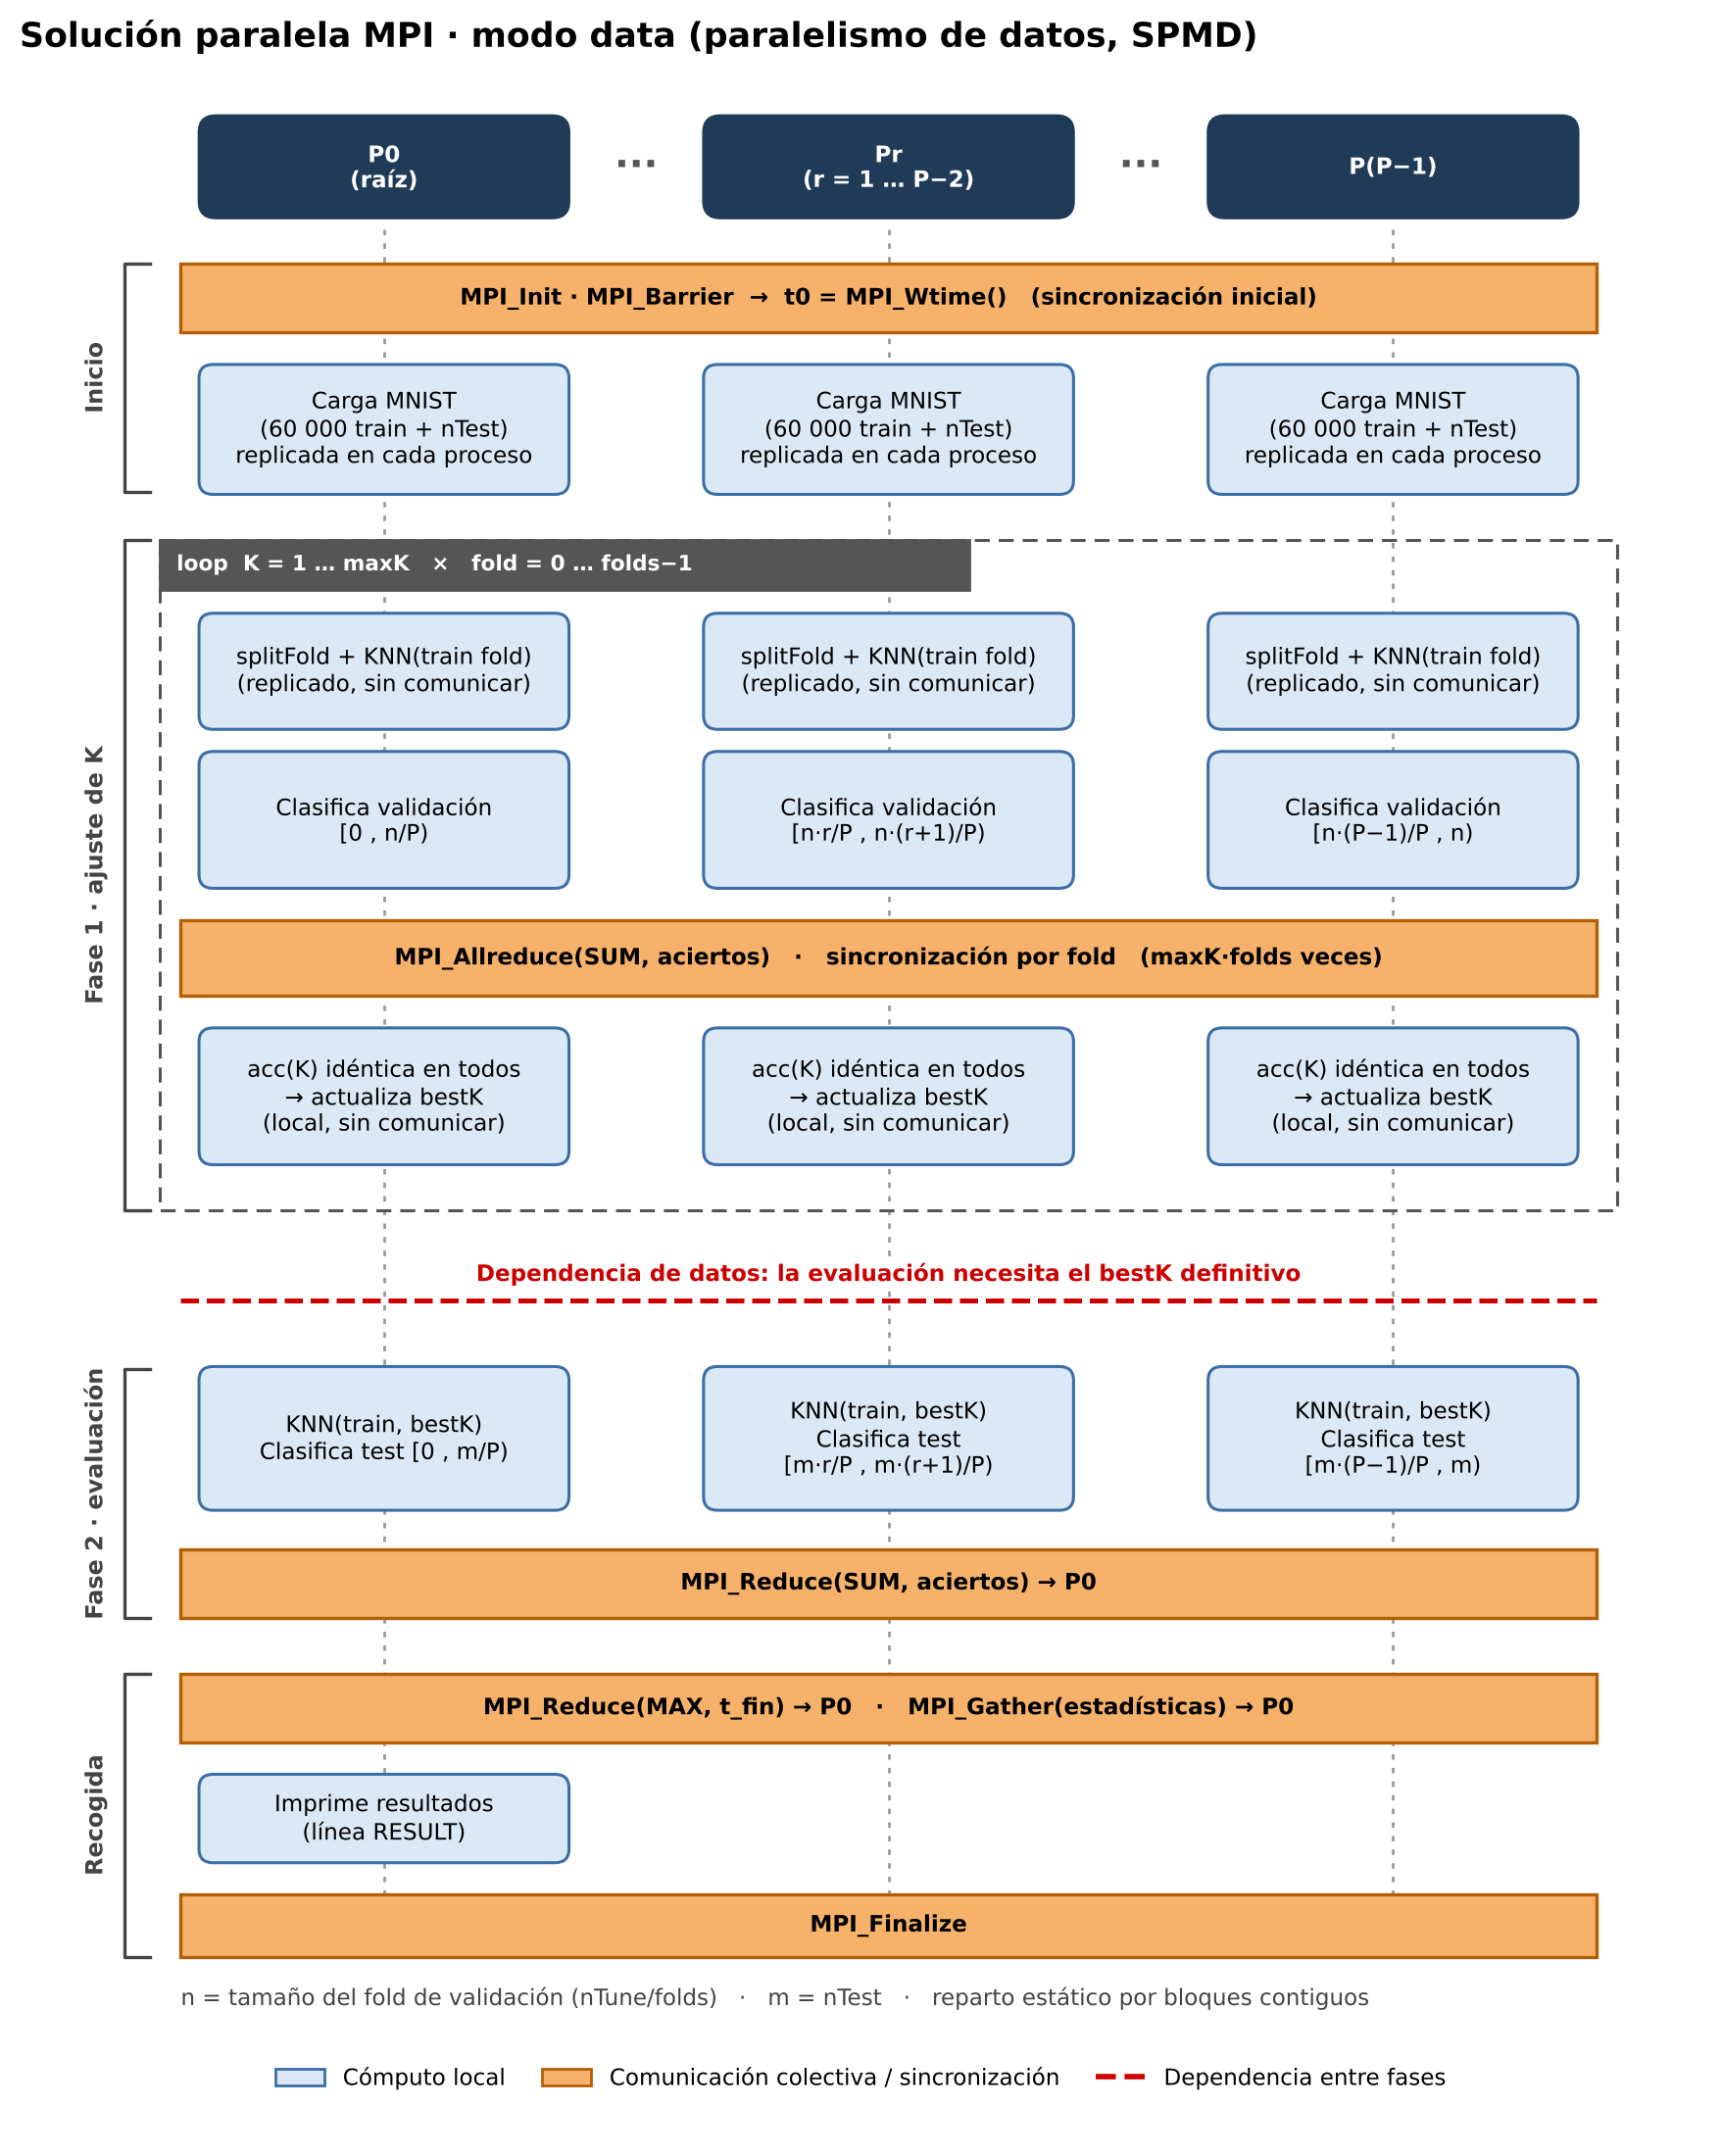 Solución paralela MPI · modo data (paralelismo de datos, SPMD)
P0
(raíz)
...
Pr
(r = 1 ... P−2)
...
P(P−1)
Inicio
MPI_Init · MPI_Barrier → t0 = MPI_Wtime() (sincronización inicial)
Carga MNIST
(60 000 train + nTest)
replicada en cada proceso
Carga MNIST
(60 000 train + nTest)
replicada en cada proceso
Carga MNIST
(60 000 train + nTest)
replicada en cada proceso
Fase 1 · ajuste de K
loop K = 1 ... maxK × fold = 0 ... folds−1
splitFold + KNN(train fold)
(replicado, sin comunicar)
splitFold + KNN(train fold)
(replicado, sin comunicar)
splitFold + KNN(train fold)
(replicado, sin comunicar)
Clasifica validación
[0 , n/P)
Clasifica validación
[n·r/P , n·(r+1)/P)
Clasifica validación
[n·(P−1)/P , n)
MPI_Allreduce(SUM, aciertos) · sincronización por fold (maxK·folds veces)
acc(K) idéntica en todos
→ actualiza bestK
(local, sin comunicar)
acc(K) idéntica en todos
→ actualiza bestK
(local, sin comunicar)
acc(K) idéntica en todos
→ actualiza bestK
(local, sin comunicar)
Dependencia de datos: la evaluación necesita el bestK definitivo
Fase 2 · evaluación
KNN(train, bestK)
Clasifica test [0 , m/P)
KNN(train, bestK)
Clasifica test
[m·r/P , m·(r+1)/P)
KNN(train, bestK)
Clasifica test
[m·(P−1)/P , m)
MPI_Reduce(SUM, aciertos) → P0
Recogida
MPI_Reduce(MAX, t_fin) → P0 · MPI_Gather(estadísticas) → P0
Imprime resultados
(línea RESULT)
MPI_Finalize
n = tamaño del fold de validación (nTune/folds) · m = nTest · reparto estático por bloques contiguos
Cómputo local
Comunicación colectiva / sincronización
Dependencia entre fases